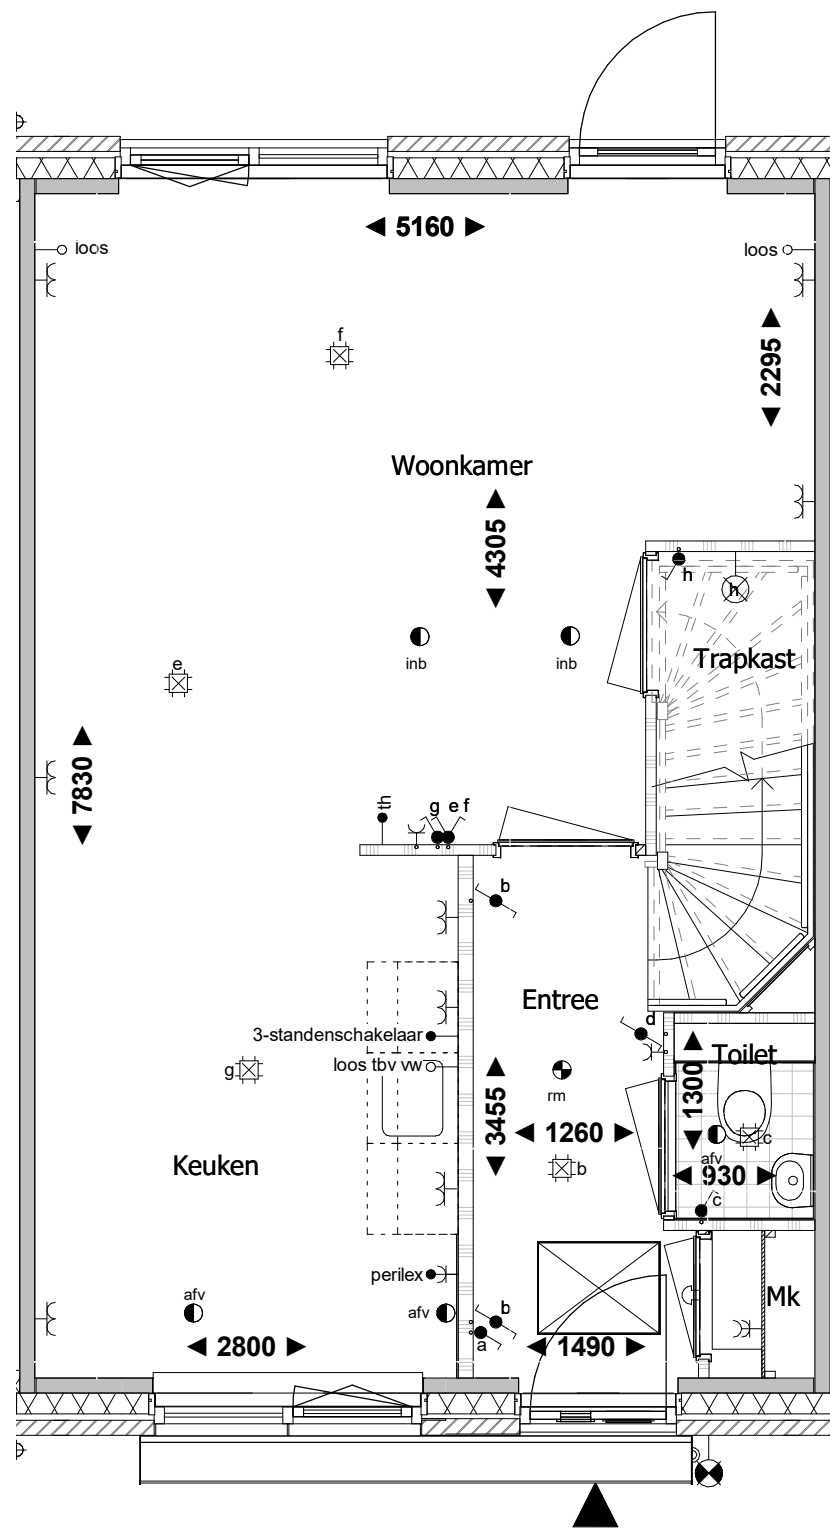 5160
loos
loos
f
2295
Woonkamer
4305
h
h
Trapkast
e
inb
inb
7830
th
g
e f
b
Entree
d
3-standenschakelaar
Toilet
g
loos tbv vw
1300
3455
rm
1260
c
Keuken
b
afv
930
c
perilex
Mk
afv
afv
b
a
2800
1490